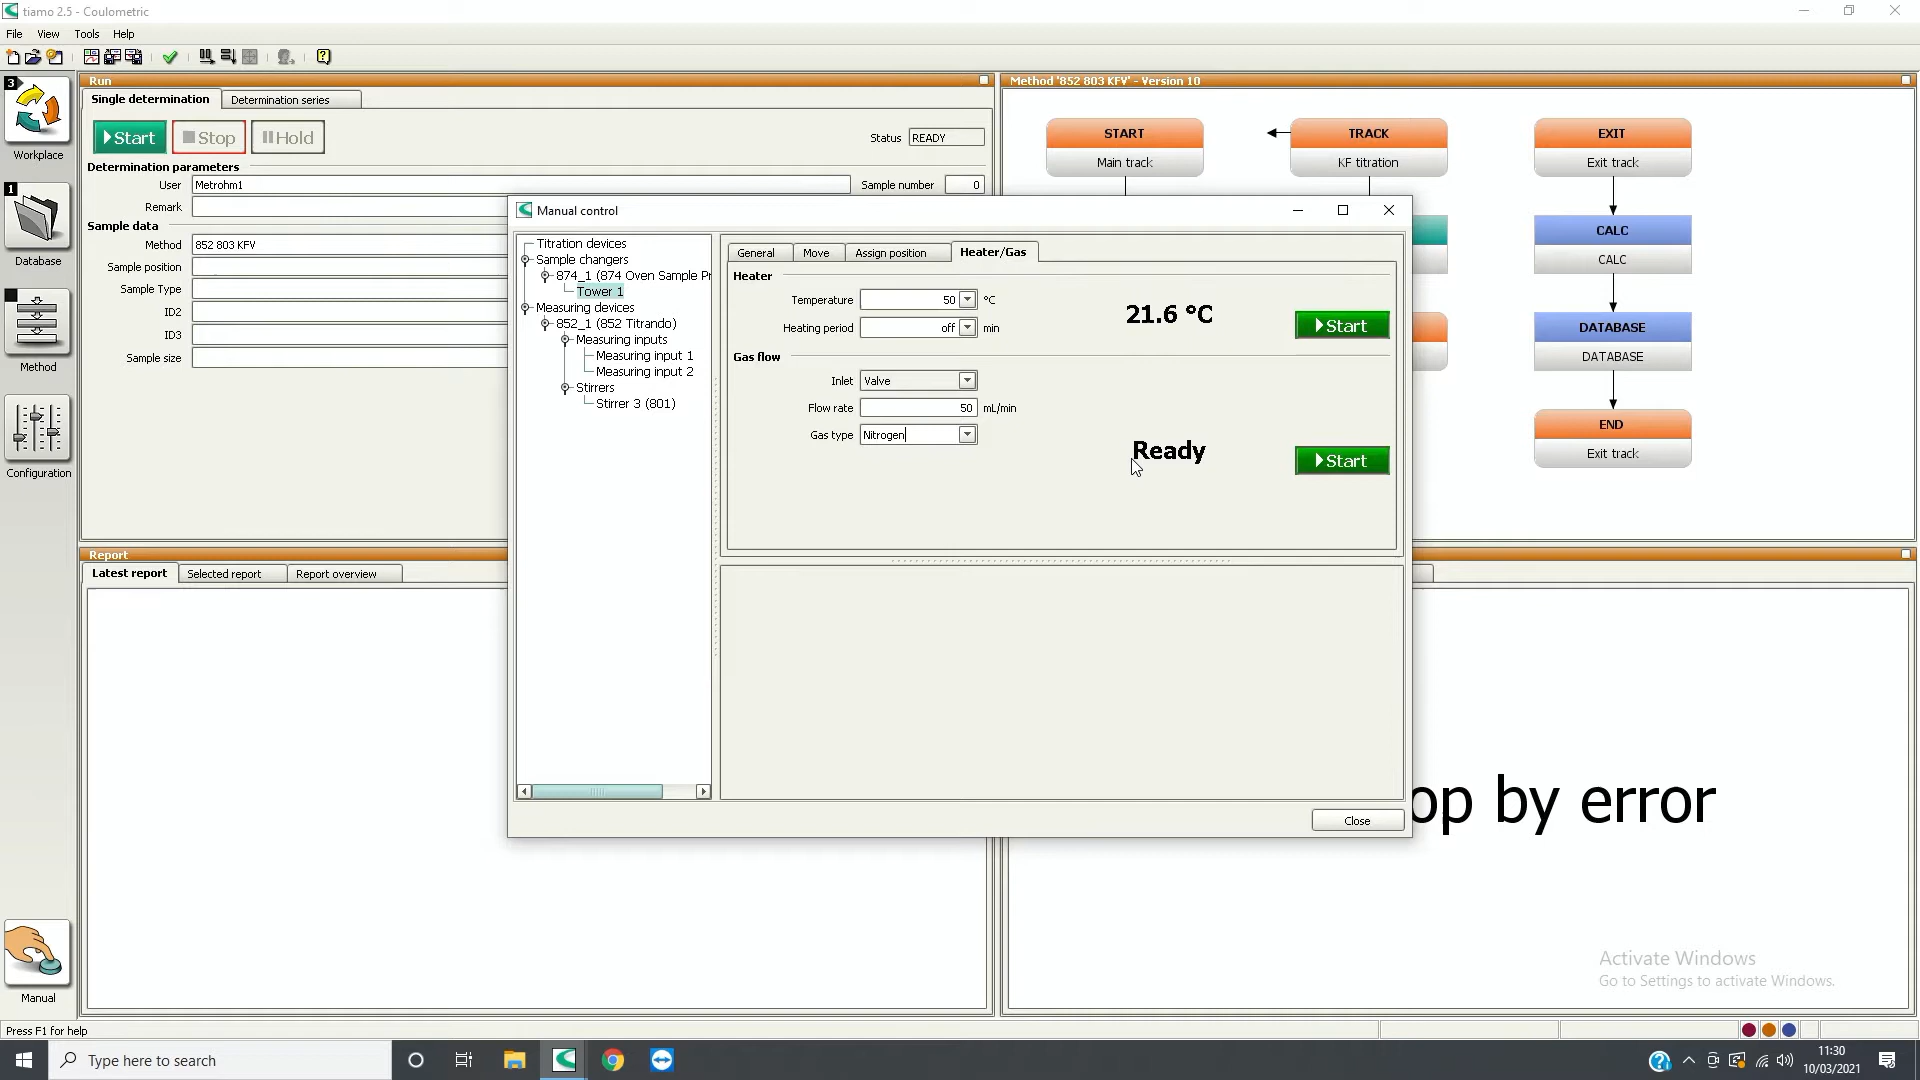 tiamo 2.5 - Coulometric
File View Tools Help
3
Workplace
1
Database
Method
Configuration
Manual
Run
Single determination
Determination series
Start
Stop
Hold
Status READY
Determination parameters
User Metrohm1 Sample number 0
Remark
Sample data
Method 852 803 KFV
Sample position
Sample Type
ID2
ID3
Sample size
Method '852 803 KFV' - Version 10
START
Main track
TRACK
KF titration
EXIT
Exit track
CALC
CALC
DATABASE
DATABASE
END
Exit track
Manual control
Titration devices
Sample changers
874_1 (874 Oven Sample Pr
Tower 1
Measuring devices
852_1 (852 Titrando)
Measuring inputs
Measuring input 1
Measuring input 2
Stirrers
Stirrer 3 (801)
General Move Assign position Heater/Gas
Heater
Temperature 50 °C
Heating period off min
21.6 °C
Start
Gas flow
Inlet Valve
Flow rate 50 mL/min
Gas type Nitrogen
Ready
Start
Close
Report
Latest report Selected report Report overview
op by error
Activate Windows
Go to Settings to activate Windows.
Press F1 for help
Type here to search
11:30
10/03/2021